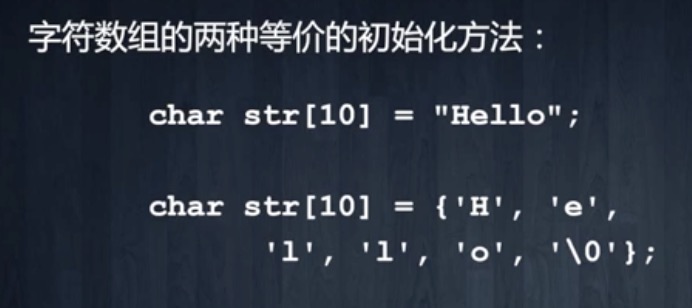 字符数组的两种等价的初始化方法：
char str[10] = "Hello";
char str[10] = {'H', 'e',
'l', 'l', 'o', '\0'};